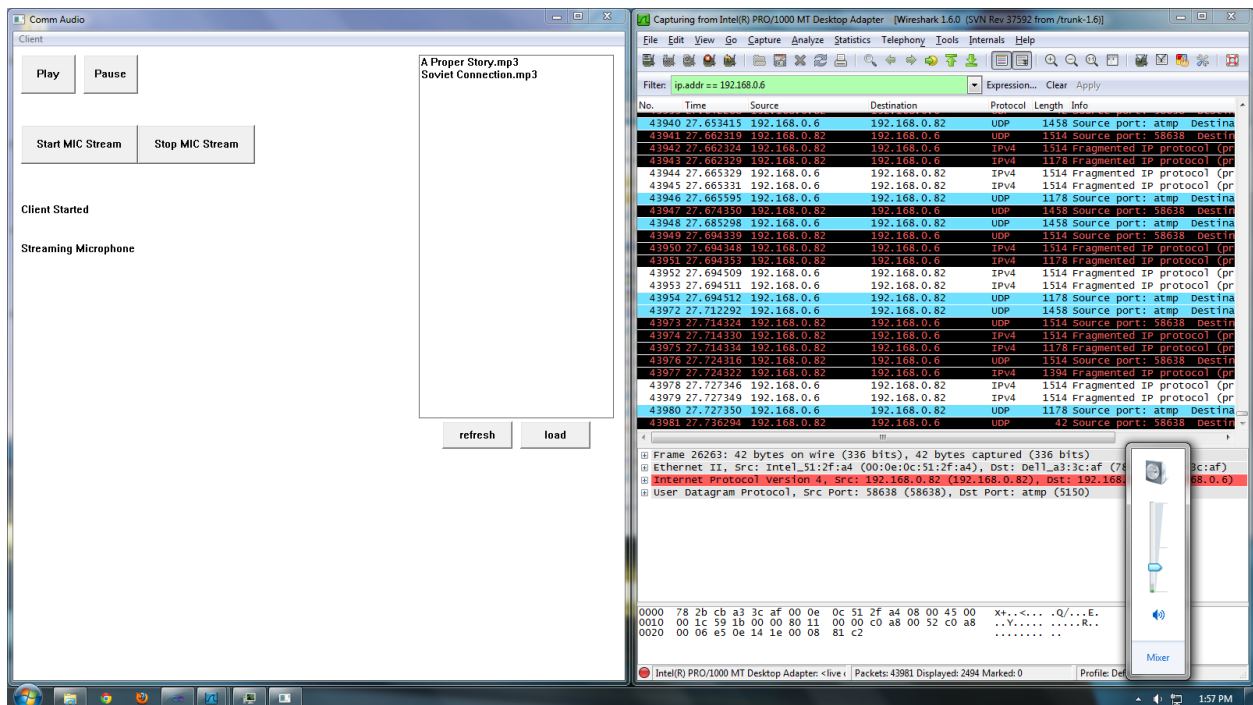 Comm Audio
Client
Play Pause
A Proper Story.mp3
Soviet Connection.mp3
Start MIC Stream Stop MIC Stream
Client Started
Streaming Microphone
refresh load
Capturing from Intel(R) PRO/1000 MT Desktop Adapter [Wireshark 1.6.0 (SVN Rev 37592 from /trunk-1.6)]
File Edit View Go Capture Analyze Statistics Telephony Tools Internals Help
Filter: ip.addr == 192.168.0.6 Expression... Clear Apply
No. Time Source Destination Protocol Length Info
43940 27.653415 192.168.0.6 192.168.0.82 UDP 1458 Source port: atmp Destina
43941 27.662319 192.168.0.82 192.168.0.6 UDP 1514 Source port: 58638 Destin
43942 27.662324 192.168.0.82 192.168.0.6 IPv4 1514 Fragmented IP protocol (pr
43943 27.662329 192.168.0.82 192.168.0.6 IPv4 1178 Fragmented IP protocol (pr
43944 27.665329 192.168.0.6 192.168.0.82 IPv4 1514 Fragmented IP protocol (pr
43945 27.665331 192.168.0.6 192.168.0.82 IPv4 1514 Fragmented IP protocol (pr
43946 27.665595 192.168.0.6 192.168.0.82 UDP 1178 Source port: atmp Destina
43947 27.674350 192.168.0.82 192.168.0.6 UDP 1458 Source port: 58638 Destin
43948 27.685298 192.168.0.6 192.168.0.82 UDP 1458 Source port: atmp Destina
43949 27.694339 192.168.0.82 192.168.0.6 UDP 1514 Source port: 58638 Destin
43950 27.694348 192.168.0.82 192.168.0.6 IPv4 1514 Fragmented IP protocol (pr
43951 27.694353 192.168.0.82 192.168.0.6 IPv4 1178 Fragmented IP protocol (pr
43952 27.694509 192.168.0.6 192.168.0.82 IPv4 1514 Fragmented IP protocol (pr
43953 27.694511 192.168.0.6 192.168.0.82 IPv4 1514 Fragmented IP protocol (pr
43954 27.694512 192.168.0.6 192.168.0.82 UDP 1178 Source port: atmp Destina
43972 27.712292 192.168.0.6 192.168.0.82 UDP 1458 Source port: atmp Destina
43973 27.714324 192.168.0.82 192.168.0.6 UDP 1514 Source port: 58638 Destin
43974 27.714330 192.168.0.82 192.168.0.6 IPv4 1514 Fragmented IP protocol (pr
43975 27.714334 192.168.0.82 192.168.0.6 IPv4 1178 Fragmented IP protocol (pr
43976 27.724316 192.168.0.82 192.168.0.6 UDP 1514 Source port: 58638 Destin
43977 27.724322 192.168.0.82 192.168.0.6 IPv4 1394 Fragmented IP protocol (pr
43978 27.727346 192.168.0.6 192.168.0.82 IPv4 1514 Fragmented IP protocol (pr
43979 27.727349 192.168.0.6 192.168.0.82 IPv4 1514 Fragmented IP protocol (pr
43980 27.727350 192.168.0.6 192.168.0.82 UDP 1178 Source port: atmp Destina
43981 27.736294 192.168.0.82 192.168.0.6 UDP 42 Source port: 58638 Destin
Frame 26263: 42 bytes on wire (336 bits), 42 bytes captured (336 bits)
Ethernet II, Src: Intel_51:2f:a4 (00:0e:0c:51:2f:a4), Dst: Dell_a3:3c:af (78 3c:af)
Internet Protocol Version 4, Src: 192.168.0.82 (192.168.0.82), Dst: 192.168. 68.0.6)
User Datagram Protocol, Src Port: 58638 (58638), Dst Port: atmp (5150)
0000 78 2b cb a3 3c af 00 0e 0c 51 2f a4 08 00 45 00 x+..<... .Q/...E.
0010 00 1c 59 1b 00 00 80 11 00 00 c0 a8 00 52 c0 a8 ..Y..... .....R..
0020 00 06 e5 0e 14 1e 00 08 81 c2 ........ ..
Mixer
Intel(R) PRO/1000 MT Desktop Adapter: <live c Packets: 43981 Displayed: 2494 Marked: 0 Profile: Def
1:57 PM